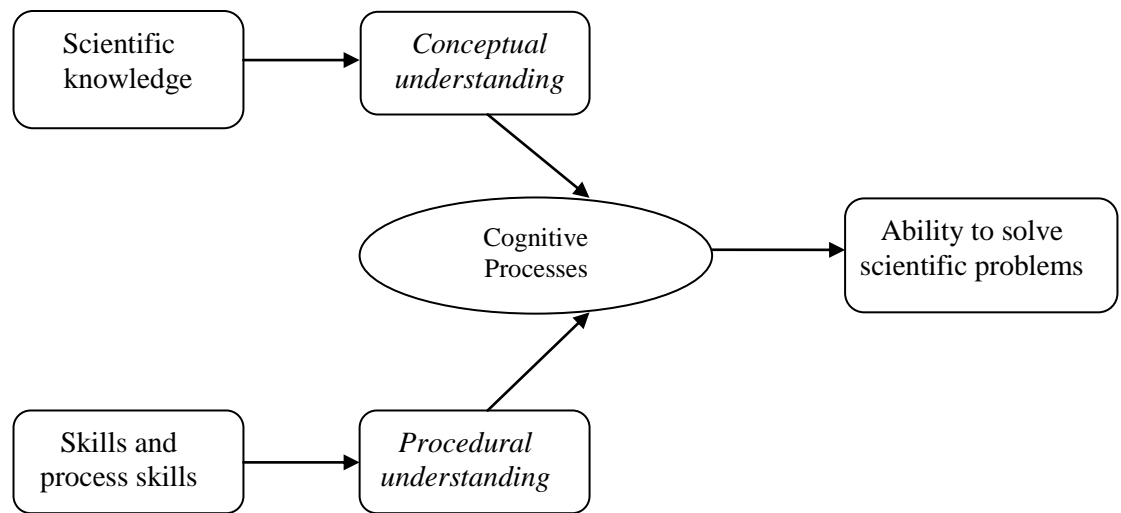 Scientific
knowledge
Conceptual
understanding
Cognitive
Processes
Ability to solve
scientific problems
Skills and
process skills
Procedural
understanding